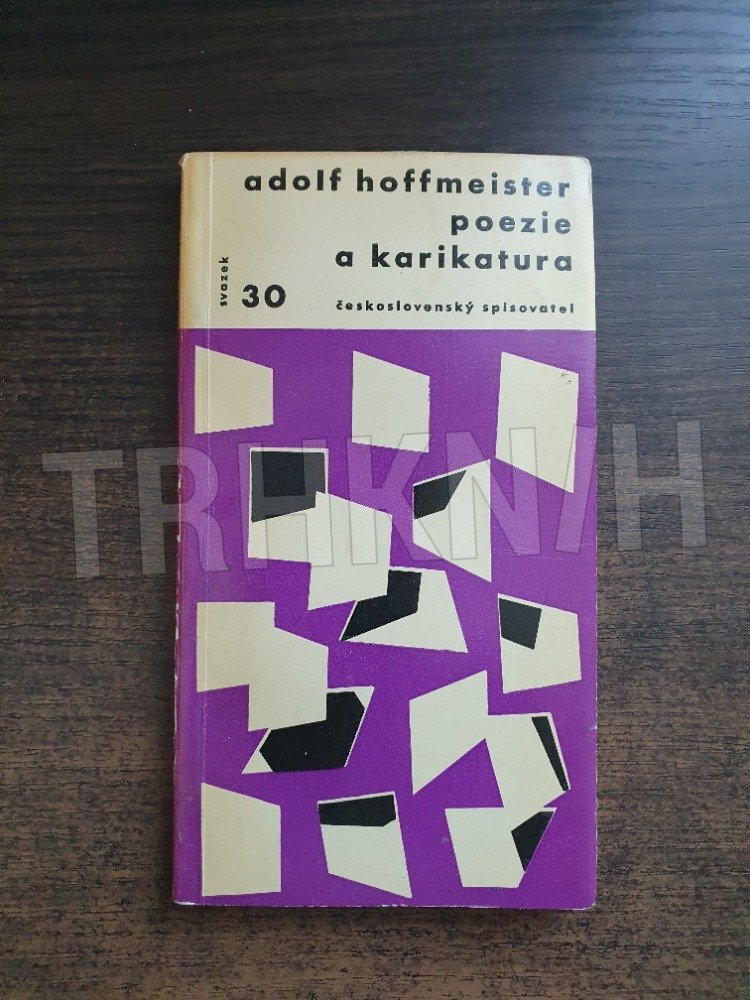 adolf hoffmeister
poezie
a karikatura
svazek
30
československý spisovatel
TRHKNIH